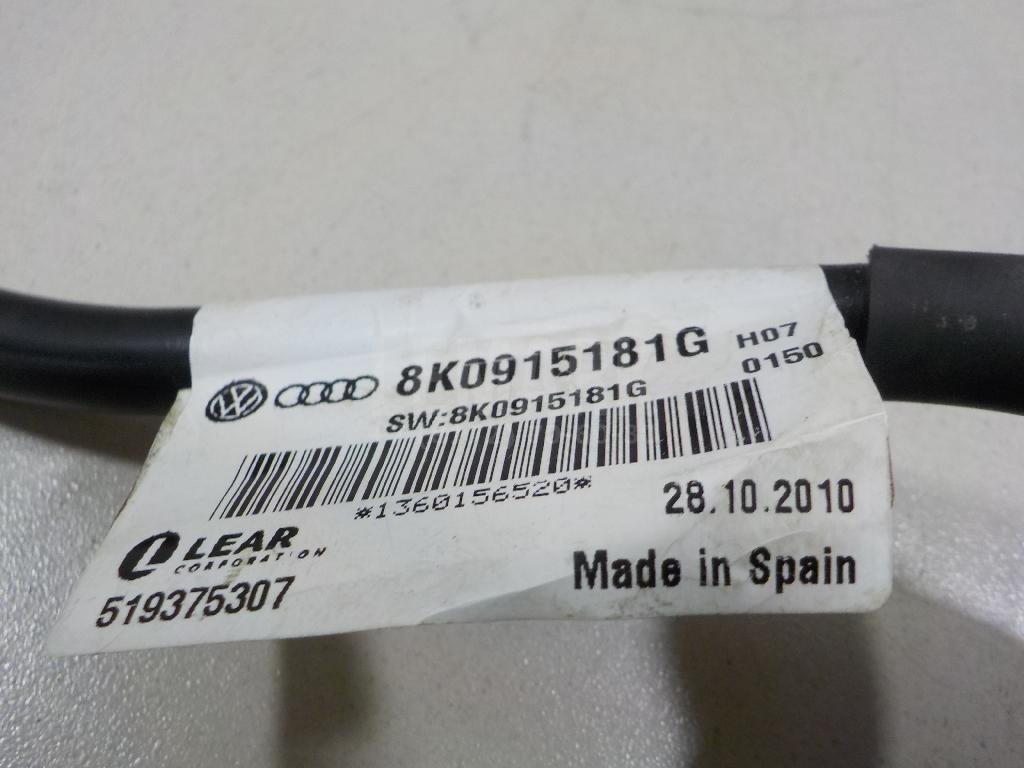 8K0915181G H07
SW:8K0915181G 0150
*1360156520*
28.10.2010
LEAR
CORPORATION
519375307
Made in Spain